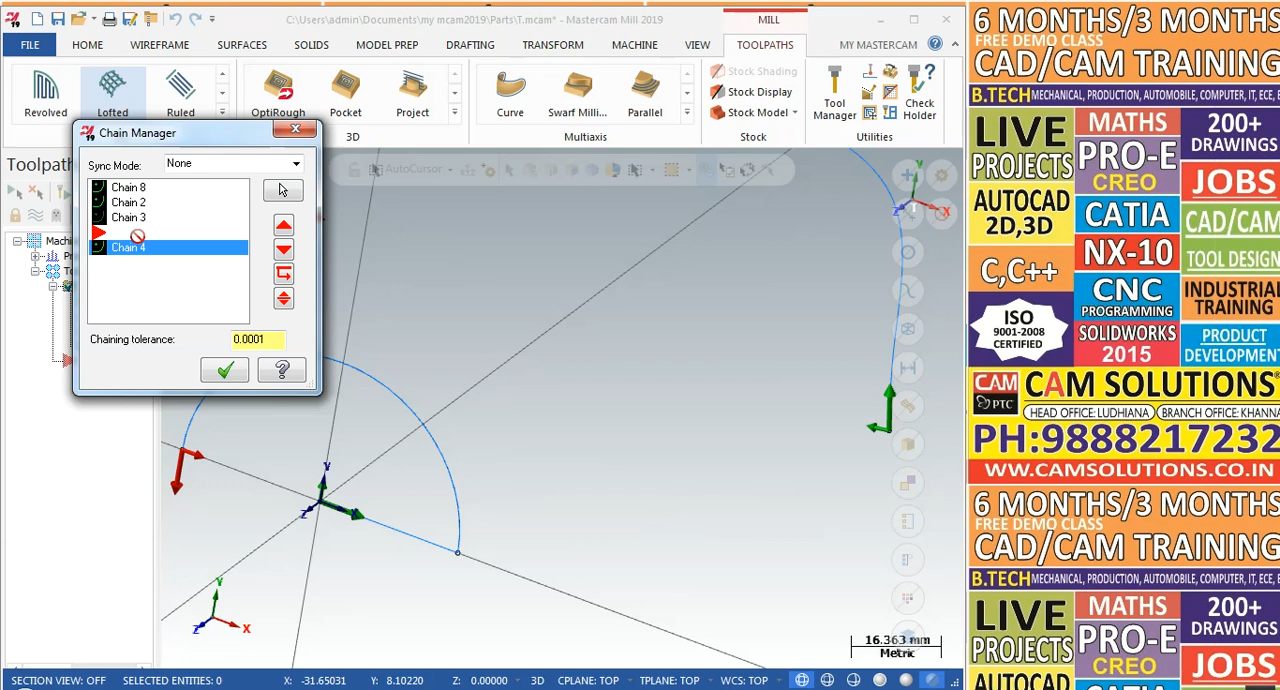 C:\Users\admin\Documents\my mcam2019\Parts\T.mcam* - Mastercam Mill 2019
MILL
FILE
HOME
WIREFRAME
SURFACES
SOLIDS
MODEL PREP
DRAFTING
TRANSFORM
MACHINE
VIEW
TOOLPATHS
MY MASTERCAM
Revolved
Lofted
Ruled
OptiRough
Pocket
Project
Curve
Swarf Milli...
Parallel
Stock Shading
Stock Display
Stock Model
Tool
Manager
Check
Holder
3D
Multiaxis
Stock
Utilities
Toolpath
Chain Manager
Sync Mode:
None
Chain 8
Chain 2
Chain 3
Chain 4
Chaining tolerance:
0.0001
AutoCursor
Machi
Y
X
Z
Y
Z
Y
X
Z
16.363 mm
Metric
SECTION VIEW: OFF
SELECTED ENTITIES: 0
X: -31.65031
Y: 8.10220
Z: 0.00000
3D
CPLANE: TOP
TPLANE: TOP
WCS: TOP
6 MONTHS/3 MONTHS
FREE DEMO CLASS
CAD/CAM TRAINING
B.TECH MECHANICAL, PRODUCTION, AUTOMOBILE, COMPUTER, IT, ECE, E
LIVE
PROJECTS
MATHS
200+
DRAWINGS
PRO-E
CREO
JOBS
AUTOCAD
2D,3D
CATIA
CAD/CAM
C,C++
NX-10
TOOL DESIGN
ISO
9001-2008
CERTIFIED
CNC
PROGRAMMING
INDUSTRIAL
TRAINING
SOLIDWORKS
2015
PRODUCT
DEVELOPMENT
CAM
PTC
CAM SOLUTIONS®
HEAD OFFICE: LUDHIANA
BRANCH OFFICE: KHANNA
PH:9888217232
WW.CAMSOLUTIONS.CO.IN
6 MONTHS/3 MONTHS
FREE DEMO CLASS
CAD/CAM TRAINING
B.TECH MECHANICAL, PRODUCTION, AUTOMOBILE, COMPUTER, IT, ECE, E
LIVE
PROJECTS
MATHS
200+
DRAWINGS
PRO-E
CREO
JOBS
AUTOCAD
CATIA
CAD/CAM